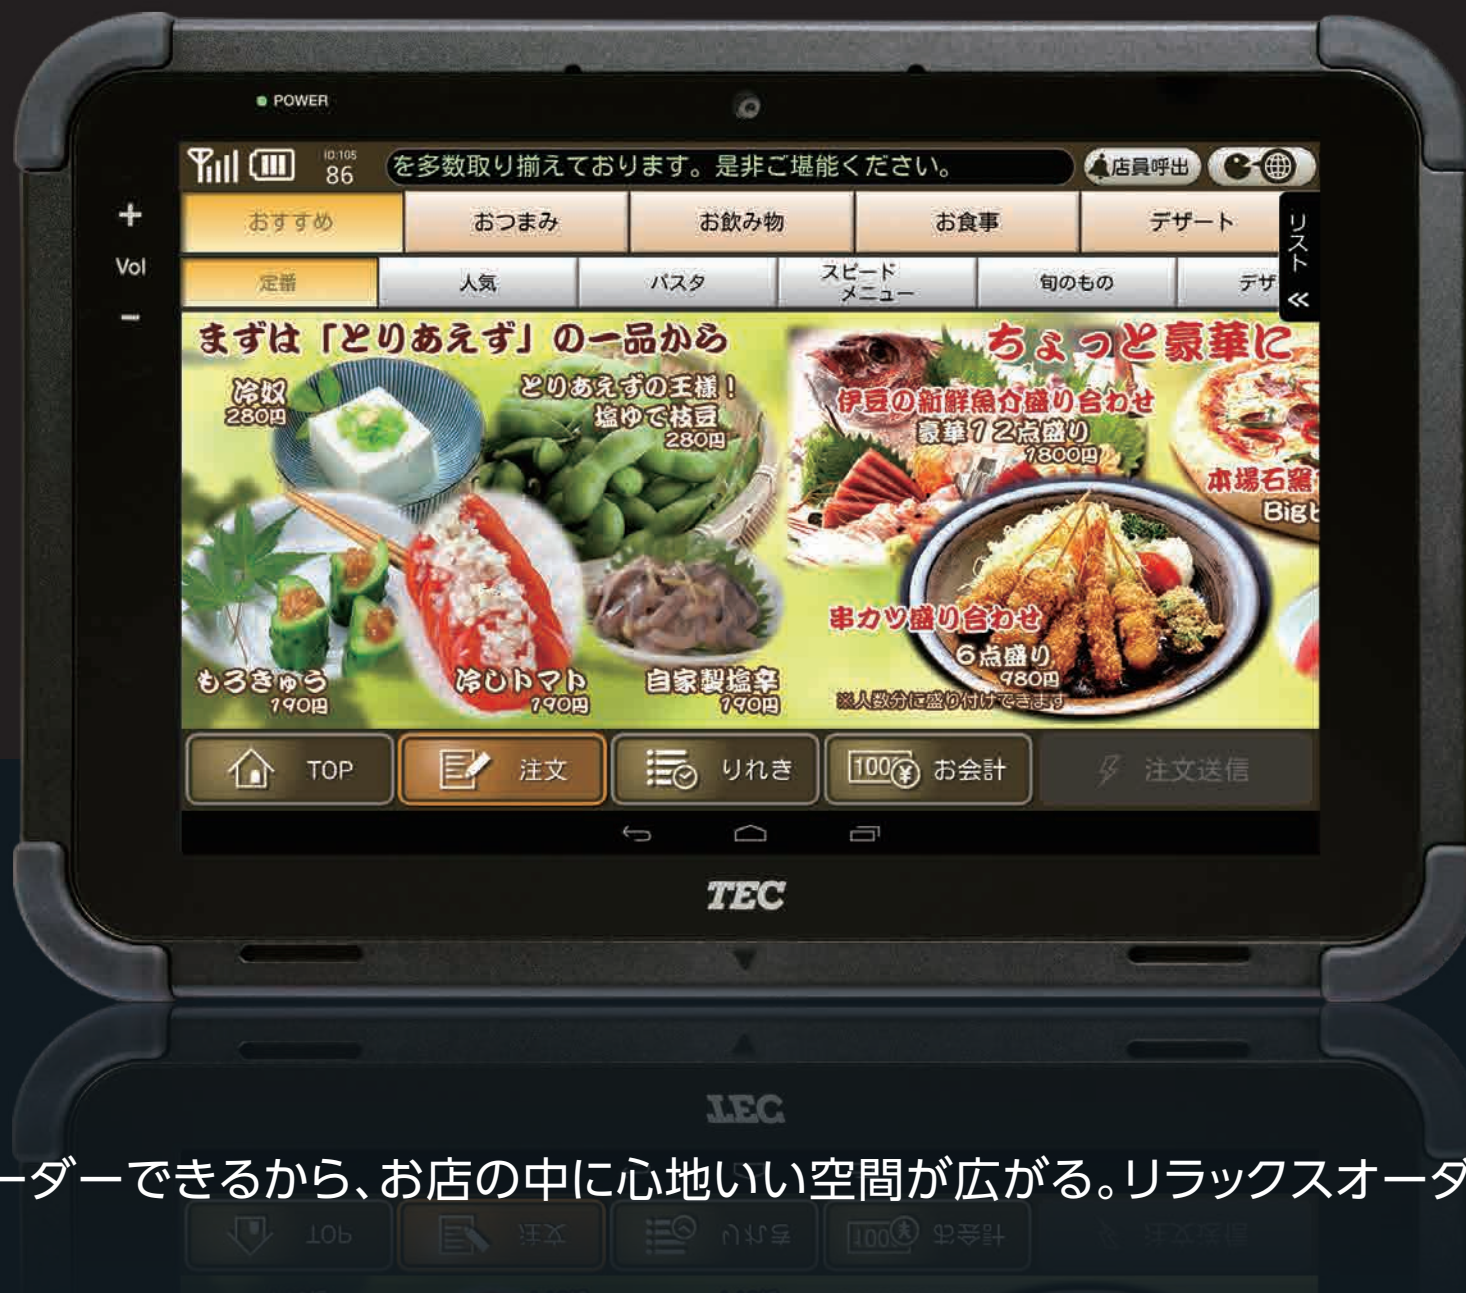 POWER
ID:105
86
を多数取り揃えております。是非ご堪能ください。
店員呼出
+
Vol
-
おすすめ
おつまみ
お飲み物
お食事
デザート
リスト
定番
人気
パスタ
スピード
メニュー
旬のもの
デザ
まずは「とりあえず」の一品から
冷奴
280円
とりあえずの王様!
塩ゆで枝豆
280円
もろきゅう
190円
冷しトマト
190円
自家製塩辛
190円
ちょっと豪華に
伊豆の新鮮魚介盛り合わせ
豪華12点盛り
1800円
本場石窯
Big
串カツ盛り合わせ
6点盛り
980円
※人数分に盛り付けできます
TOP
注文
りれき
100¥
お会計
注文送信
TEC
ーダーできるから、お店の中に心地いい空間が広がる。リラックスオーダ